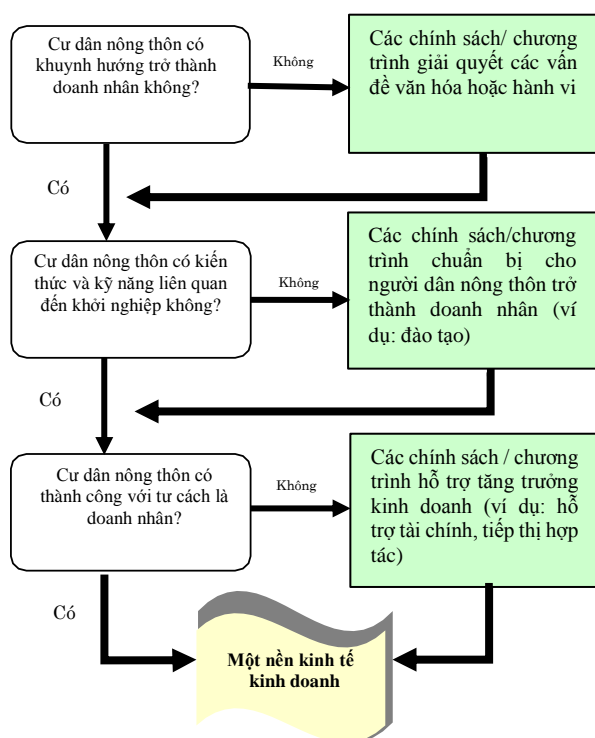 Cư dân nông thôn có
khuynh hướng trở thành
doanh nhân không?
Không
Các chính sách/ chương
trình giải quyết các vấn
đề văn hóa hoặc hành vi
Có
Cư dân nông thôn có kiến
thức và kỹ năng liên quan
đến khởi nghiệp không?
Không
Các chính sách/chương
trình chuẩn bị cho
người dân nông thôn trở
thành doanh nhân (ví
dụ: đào tạo)
Có
Cư dân nông thôn có
thành công với tư cách là
doanh nhân?
Không
Các chính sách / chương
trình hỗ trợ tăng trưởng
kinh doanh (ví dụ: hỗ
trợ tài chính, tiếp thị hợp
tác)
Có
Một nền kinh tế
kinh doanh